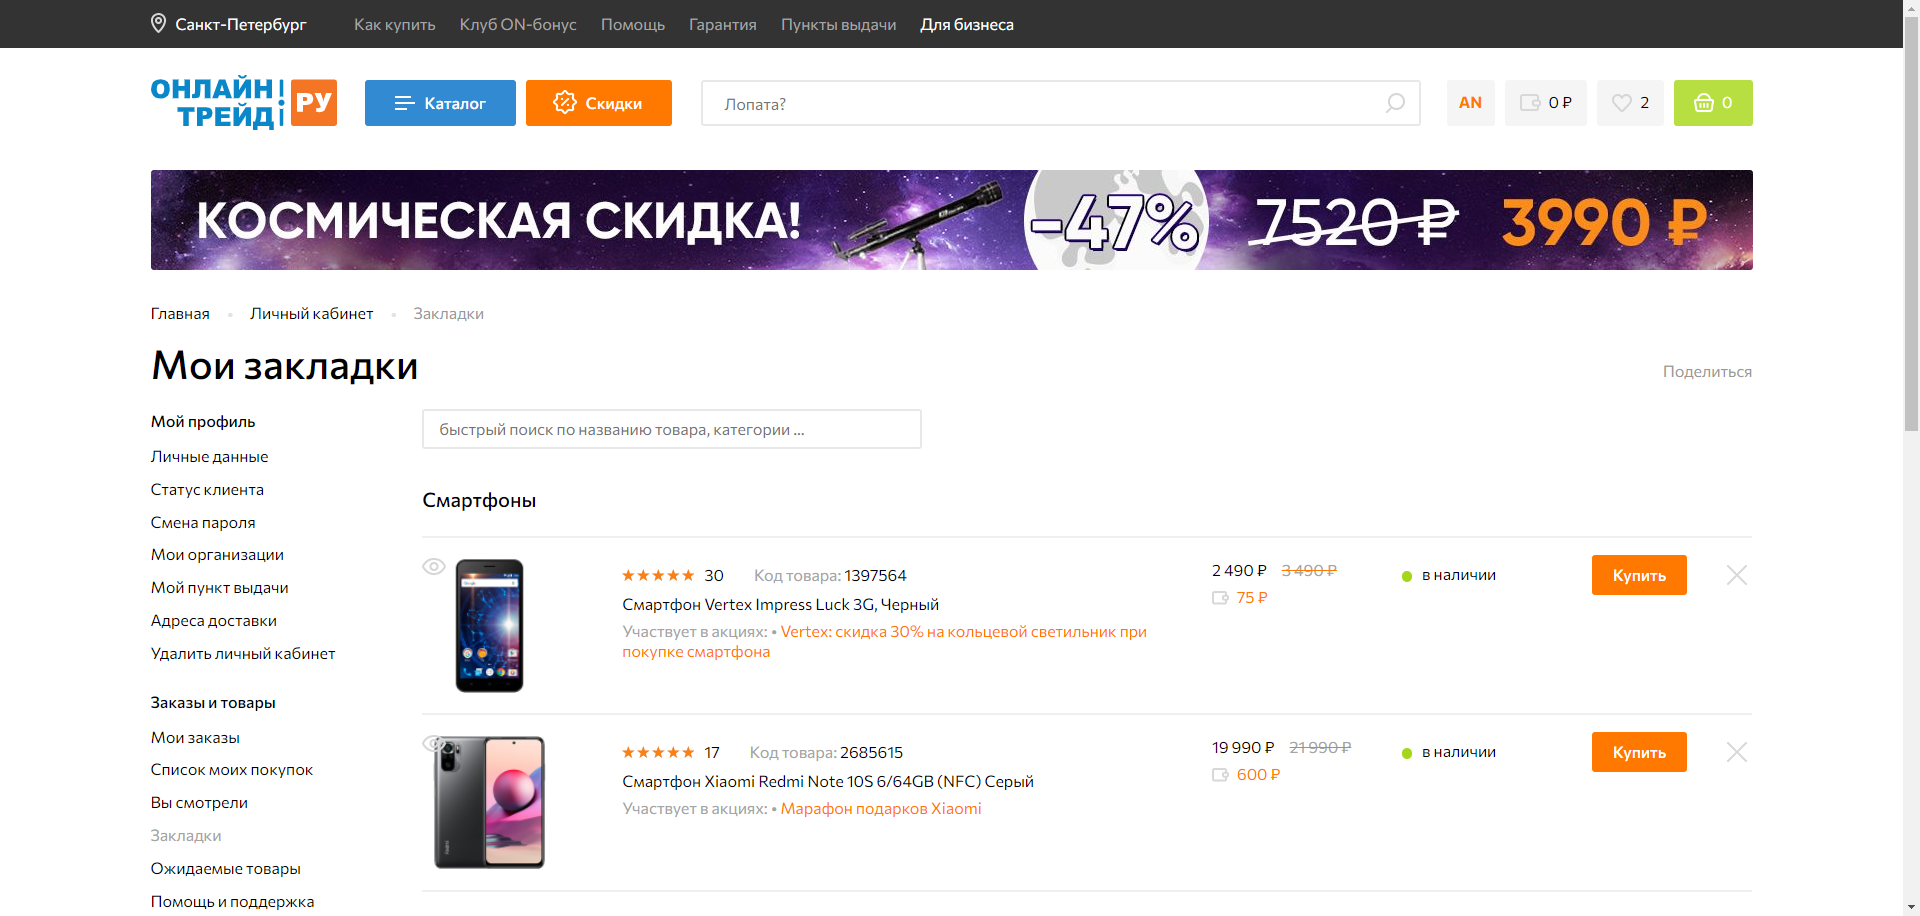 Санкт-Петербург Как купить Клуб ON-бонус Помощь Гарантия Пункты выдачи Для бизнеса
ОНЛАЙН ТРЕЙД РУ
Каталог Скидки Лопата? AN 0 ₽ 2 0
КОСМИЧЕСКАЯ СКИДКА! -47% 7520 ₽ 3990 ₽
Главная • Личный кабинет • Закладки
Мои закладки
Поделиться
Мой профиль
Личные данные
Статус клиента
Смена пароля
Мои организации
Мой пункт выдачи
Адреса доставки
Удалить личный кабинет
Заказы и товары
Мои заказы
Список моих покупок
Вы смотрели
Закладки
Ожидаемые товары
Помощь и поддержка
быстрый поиск по названию товара, категории ...
Смартфоны
30 Код товара: 1397564
Смартфон Vertex Impress Luck 3G, Черный
Участвует в акциях: • Vertex: скидка 30% на кольцевой светильник при
покупке смартфона
2 490 ₽ 3 490 ₽
75 ₽
в наличии
Купить
17 Код товара: 2685615
Смартфон Xiaomi Redmi Note 10S 6/64GB (NFC) Серый
Участвует в акциях: • Марафон подарков Xiaomi
19 990 ₽ 21 990 ₽
600 ₽
в наличии
Купить